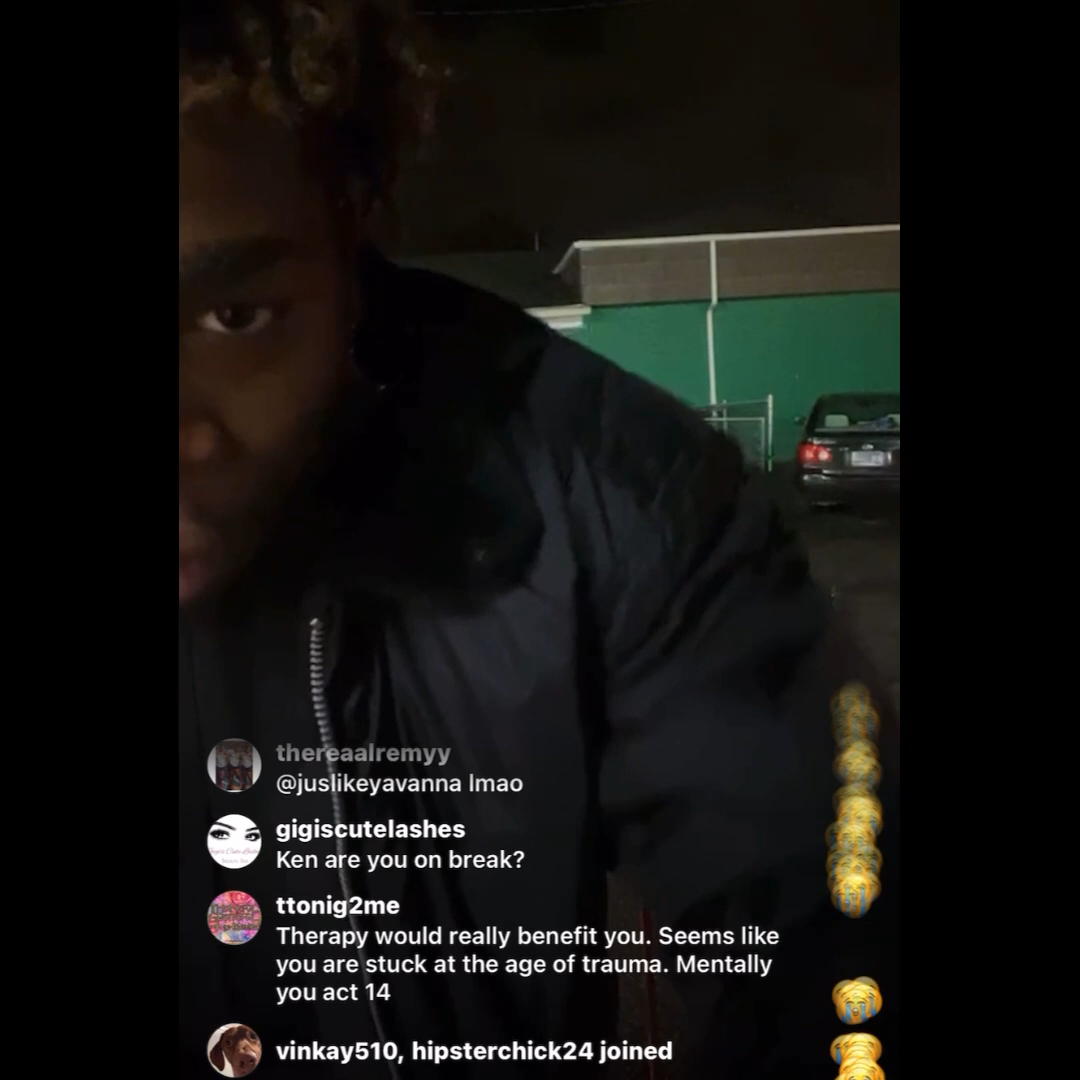 thereaalremyy
@juslikeyavanna lmao
gigiscutelashes
Ken are you on break?
ttonig2me
Therapy would really benefit you. Seems like
you are stuck at the age of trauma. Mentally
you act 14
vinkay510, hipsterchick24 joined